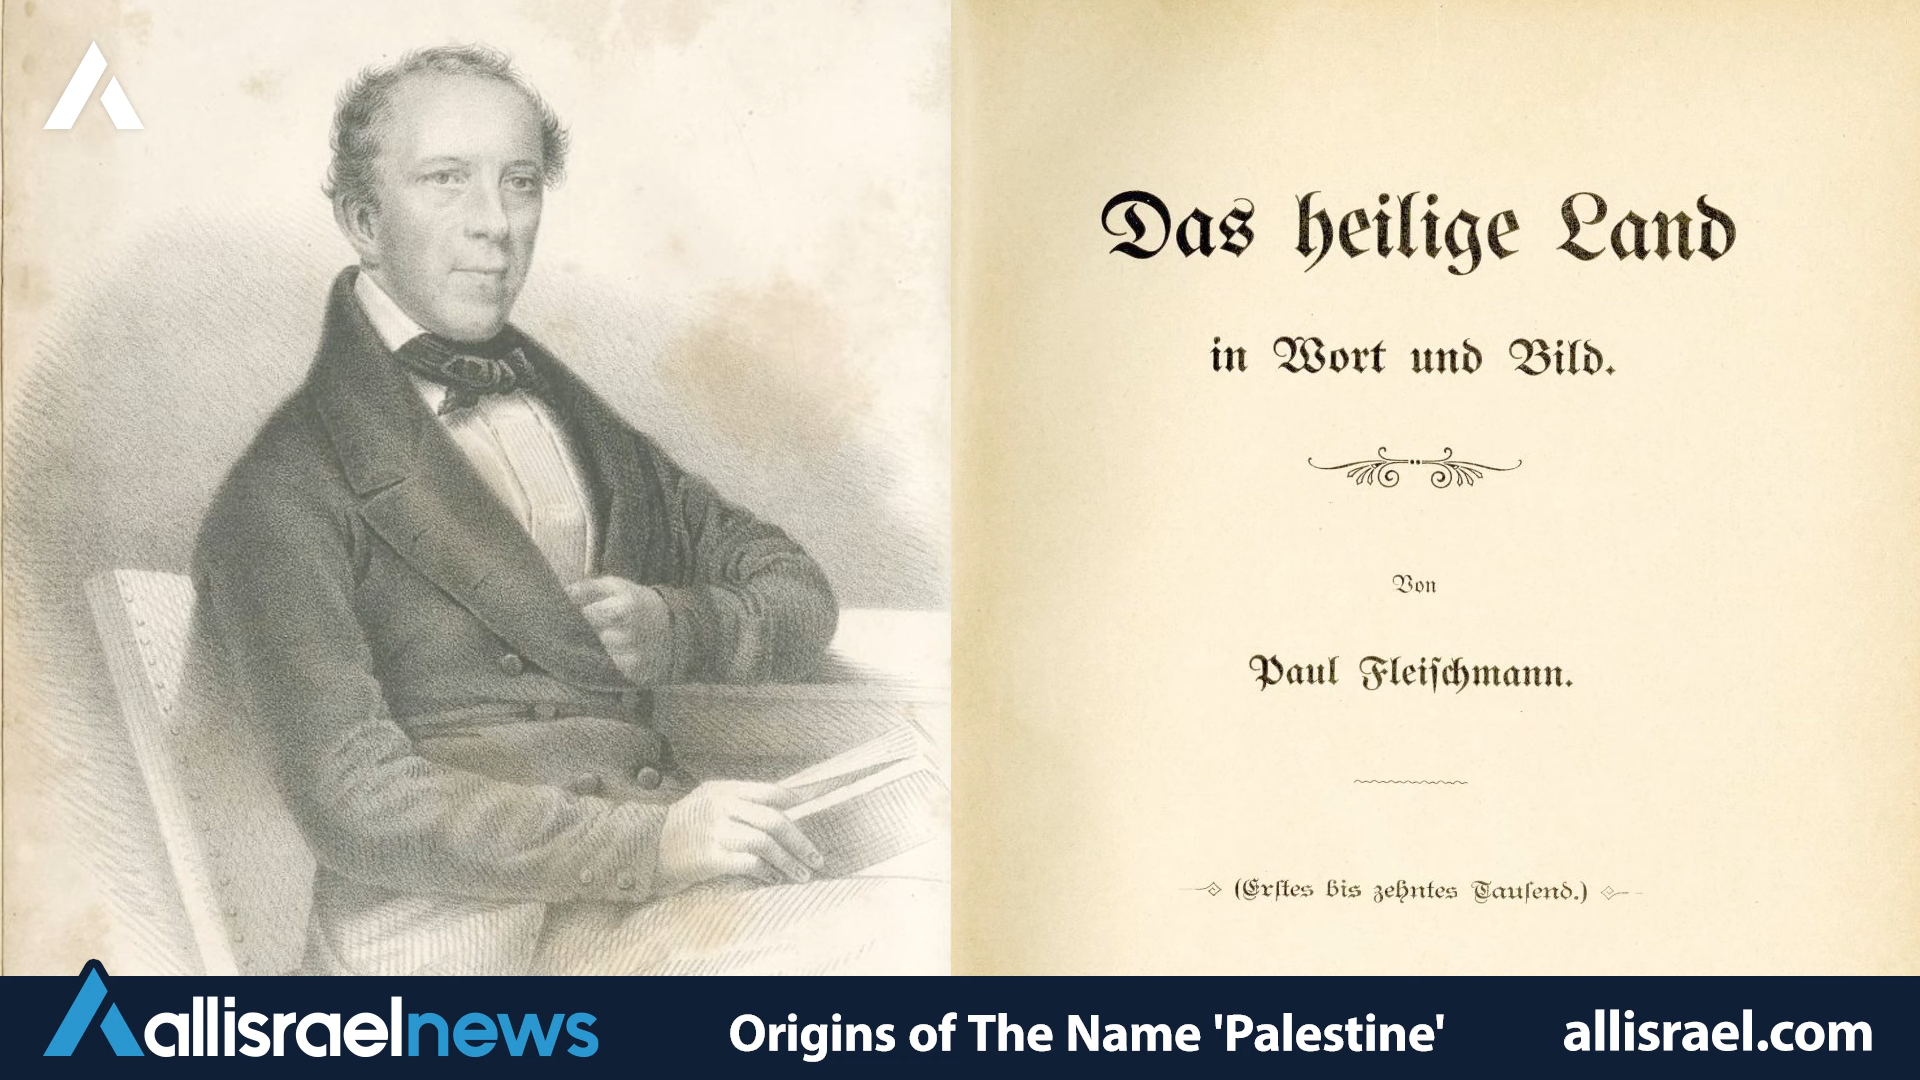 Das heilige Land
in Wort und Bild.
Von
Paul Fleiſchmann.
(Erſtes bis zehntes Tauſend.)
allisraelnews
Origins of The Name 'Palestine'
allisrael.com